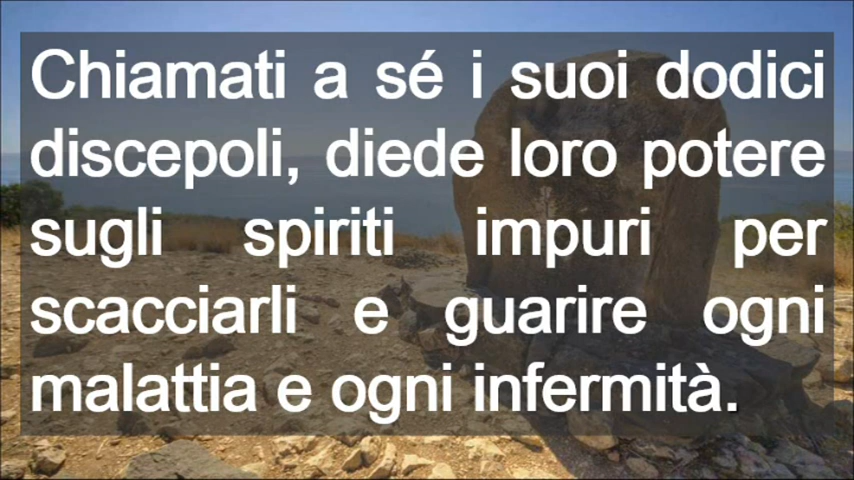 Chiamati a sé i suoi dodici
discepoli, diede loro potere
sugli spiriti impuri per
scacciarli e guarire ogni
malattia e ogni infermità.